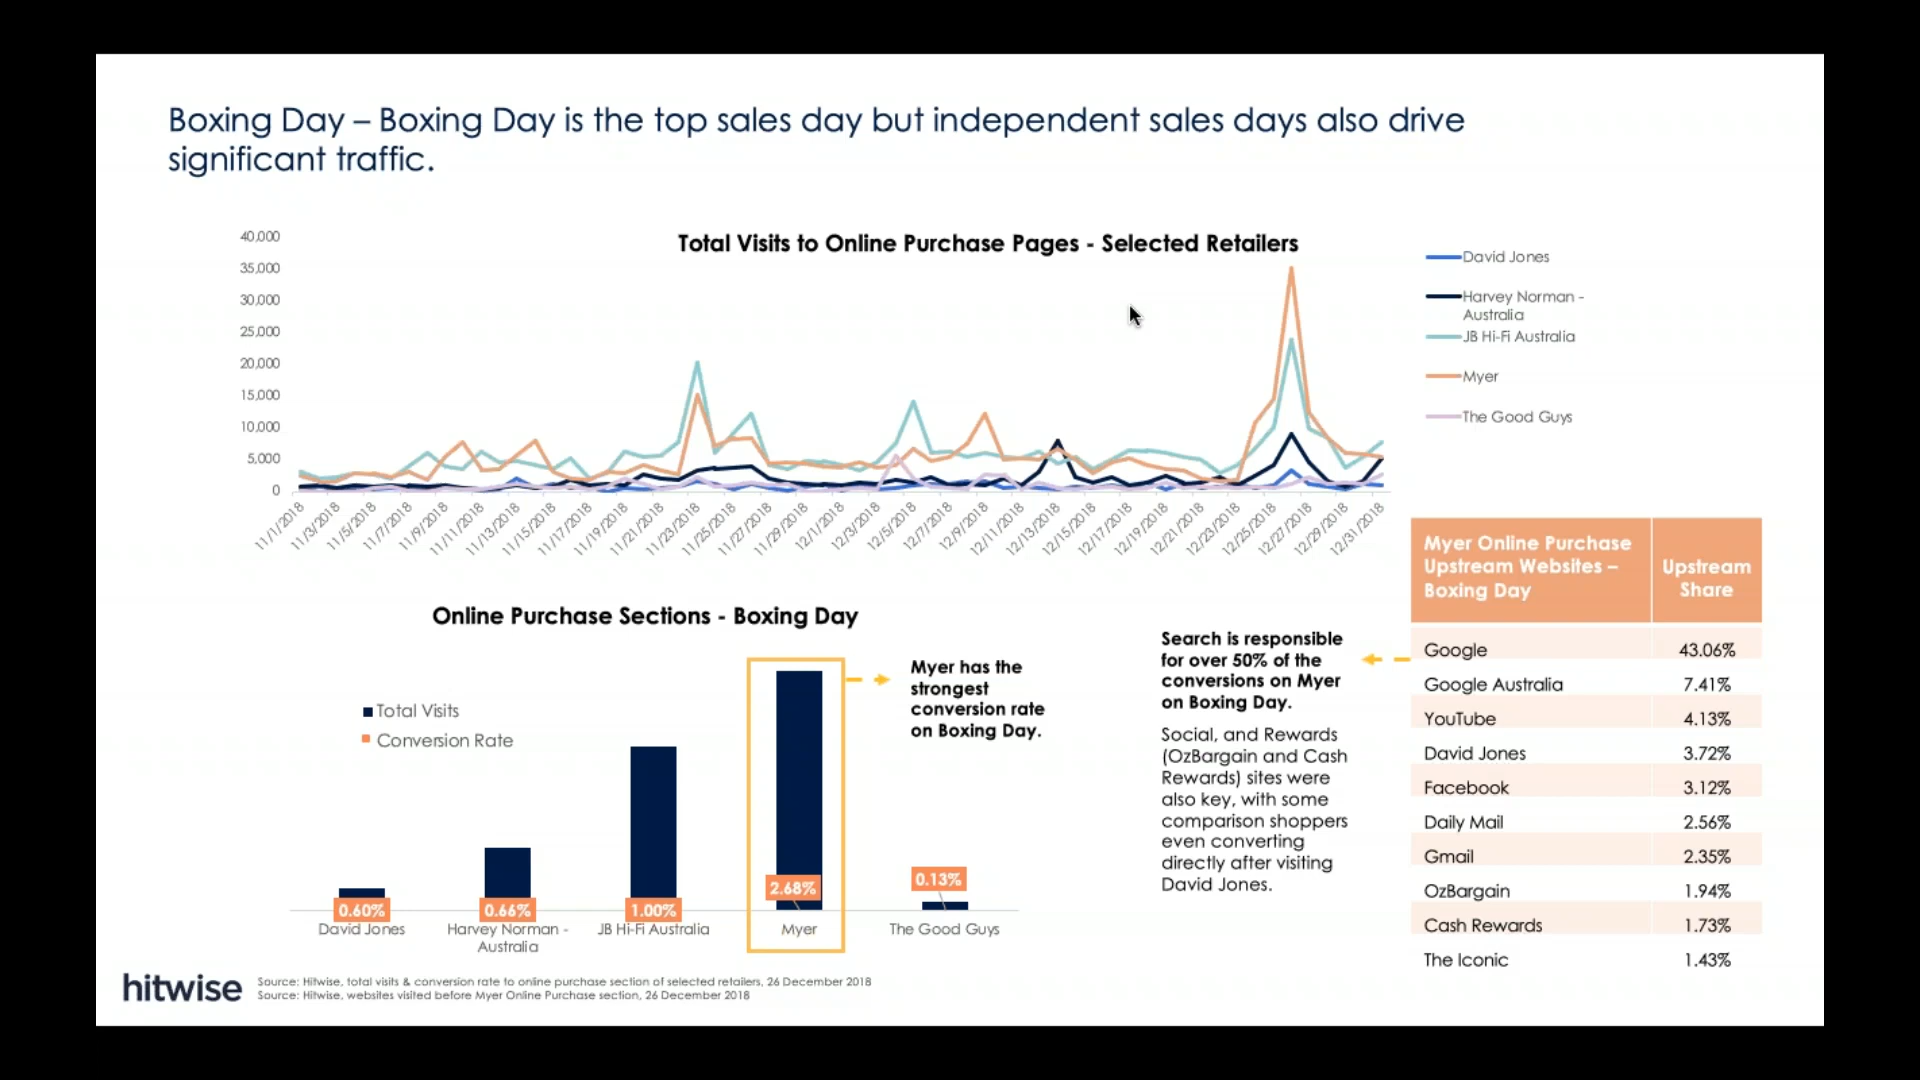 Boxing Day – Boxing Day is the top sales day but independent sales days also drive
significant traffic.
Total Visits to Online Purchase Pages - Selected Retailers
40,000
35,000
30,000
25,000
20,000
15,000
10,000
5,000
0
11/1/2018
11/3/2018
11/5/2018
11/7/2018
11/9/2018
11/11/2018
11/13/2018
11/15/2018
11/17/2018
11/19/2018
11/21/2018
11/23/2018
11/25/2018
11/27/2018
11/29/2018
12/1/2018
12/3/2018
12/5/2018
12/7/2018
12/9/2018
12/11/2018
12/13/2018
12/15/2018
12/17/2018
12/19/2018
12/21/2018
12/23/2018
12/25/2018
12/27/2018
12/29/2018
12/31/2018
David Jones
Harvey Norman -
Australia
JB Hi-Fi Australia
Myer
The Good Guys
Online Purchase Sections - Boxing Day
Total Visits
Conversion Rate
0.60%
0.66%
1.00%
2.68%
0.13%
David Jones
Harvey Norman -
Australia
JB Hi-Fi Australia
Myer
The Good Guys
Myer has the
strongest
conversion rate
on Boxing Day.
Search is responsible
for over 50% of the
conversions on Myer
on Boxing Day.
Social, and Rewards
(OzBargain and Cash
Rewards) sites were
also key, with some
comparison shoppers
even converting
directly after visiting
David Jones.
Myer Online Purchase
Upstream Websites –
Boxing Day
Upstream
Share
Google 43.06%
Google Australia 7.41%
YouTube 4.13%
David Jones 3.72%
Facebook 3.12%
Daily Mail 2.56%
Gmail 2.35%
OzBargain 1.94%
Cash Rewards 1.73%
The Iconic 1.43%
hitwise
Source: Hitwise, total visits & conversion rate to online purchase section of selected retailers, 26 December 2018
Source: Hitwise, websites visited before Myer Online Purchase section, 26 December 2018